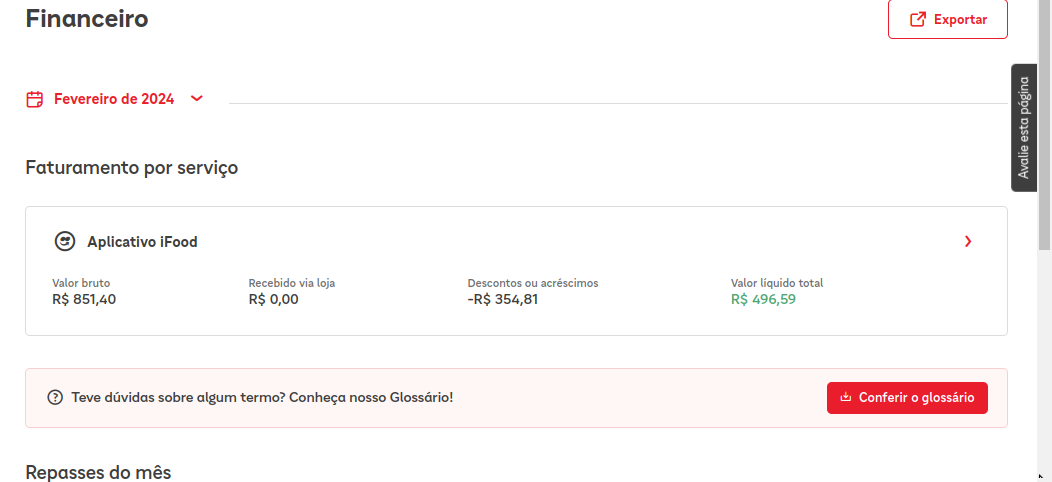 Financeiro
Exportar
Fevereiro de 2024
Avalie esta página
Faturamento por serviço
Aplicativo iFood
Valor bruto
R$ 851,40
Recebido via loja
R$ 0,00
Descontos ou acréscimos
-R$ 354,81
Valor líquido total
R$ 496,59
Teve dúvidas sobre algum termo? Conheça nosso Glossário!
Conferir o glossário
Repasses do mês